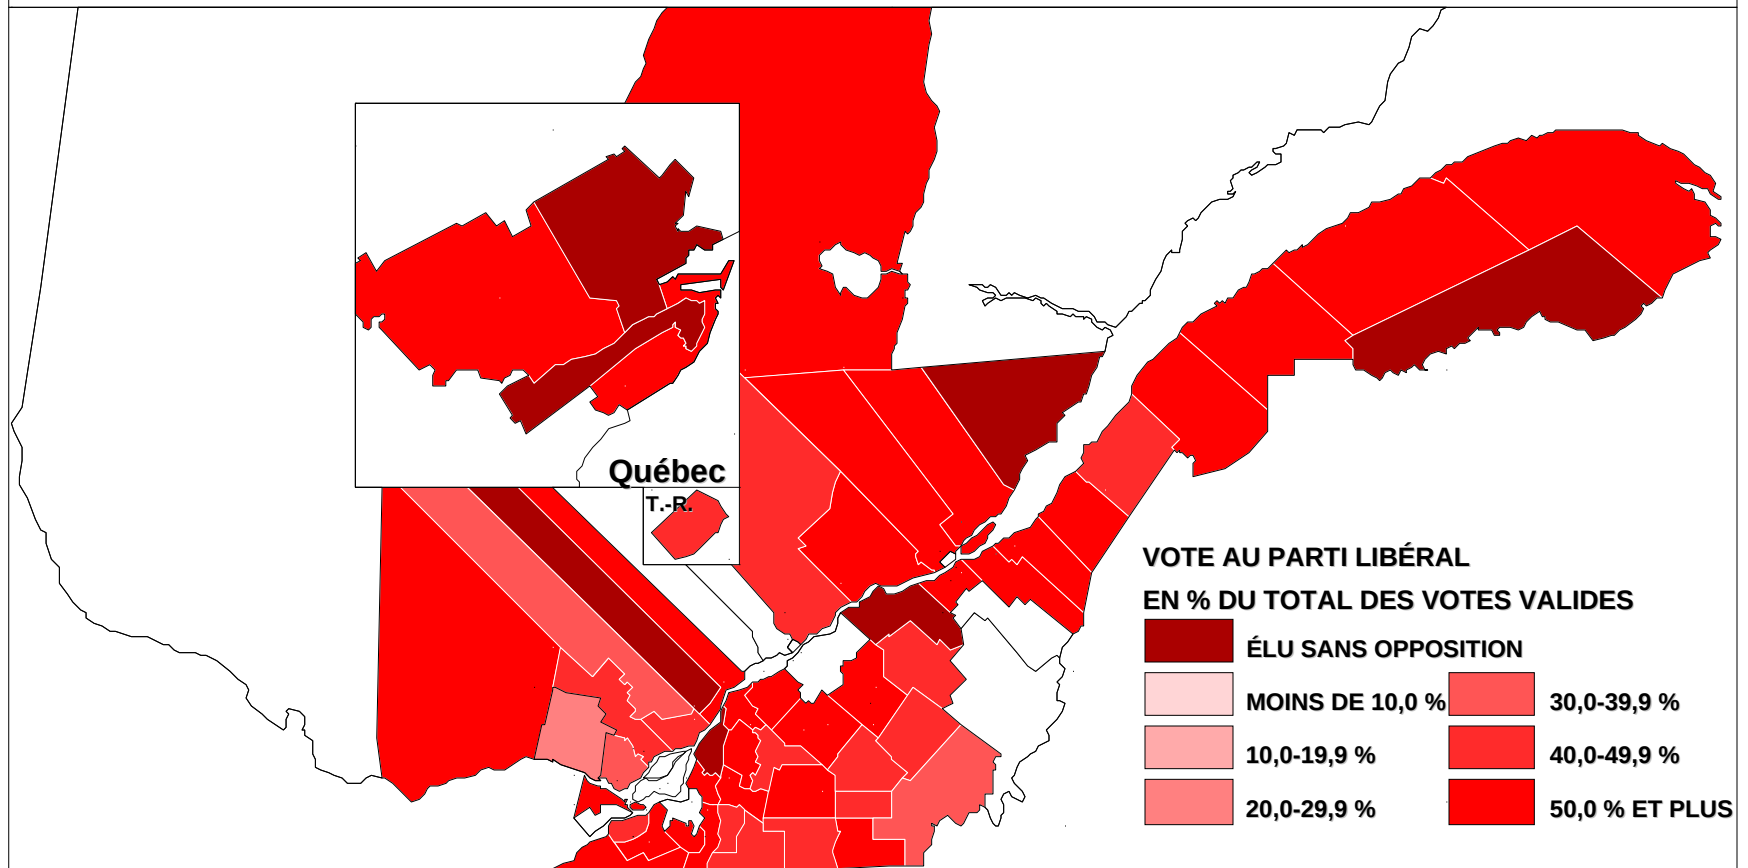 Québec
T.-R.
VOTE AU PARTI LIBÉRAL
EN % DU TOTAL DES VOTES VALIDES
ÉLU SANS OPPOSITION
MOINS DE 10,0 %
30,0-39,9 %
10,0-19,9 %
40,0-49,9 %
20,0-29,9 %
50,0 % ET PLUS